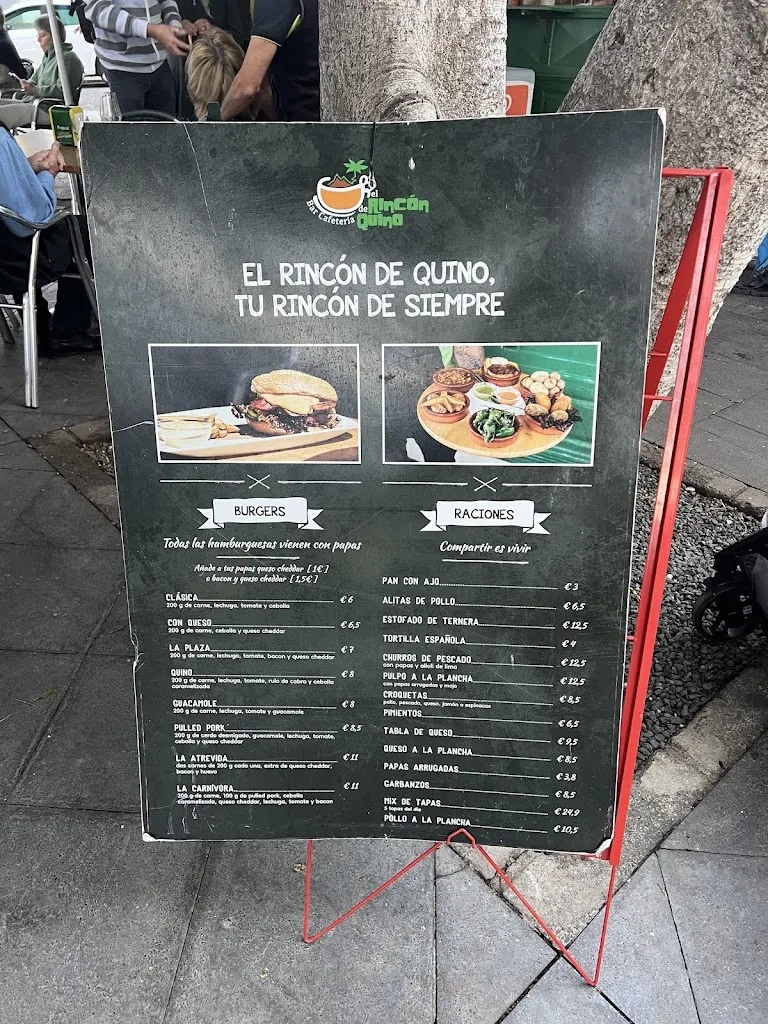 Bar Cafetería
el
de Rincón
Quino
EL RINCÓN DE QUINO,
TU RINCÓN DE SIEMPRE
BURGERS
Todas las hamburguesas vienen con papas
Añade a tus papas queso cheddar [1€]
o bacon y queso cheddar [1,5€]
CLÁSICA € 6
200 g de carne, lechuga, tomate y cebolla
CON QUESO € 6,5
200 g de carne, cebolla y queso cheddar
LA PLAZA € 7
200 g de carne, lechuga, tomate, bacon y queso cheddar
QUINO € 8
200 g de carne, lechuga, tomate, rulo de cabra y cebolla
caramelizada
GUACAMOLE € 8
200 g de carne, lechuga, tomate y guacamole
PULLED PORK € 8,5
200 g de cerdo desmigado, guacamole, lechuga, tomate,
cebolla y queso cheddar
LA ATREVIDA € 11
dos carnes de 200 g cada una, extra de queso cheddar,
bacon y huevo
LA CARNÍVORA € 11
200 g de carne, 100 g de pulled pork, cebolla
caramelizada, queso cheddar, lechuga, tomate y bacon
RACIONES
Compartir es vivir
PAN CON AJO € 3
ALITAS DE POLLO € 6,5
ESTOFADO DE TERNERA € 12,5
TORTILLA ESPAÑOLA € 4
CHURROS DE PESCADO € 12,5
con papas y alioli de lima
PULPO A LA PLANCHA € 12,5
con papas arrugadas y mojo
CROQUETAS € 8,5
pollo, pescado, queso, jamón o espinacas
PIMIENTOS € 6,5
TABLA DE QUESO € 9,5
QUESO A LA PLANCHA € 8,5
PAPAS ARRUGADAS € 3,8
GARBANZOS € 8,5
MIX DE TAPAS € 24,9
5 tapas del día
POLLO A LA PLANCHA € 10,5